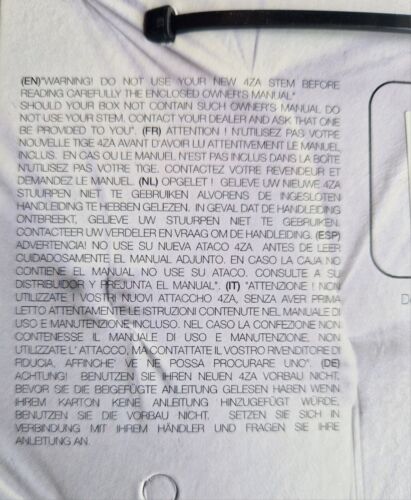 (EN)"WARNING! DO NOT USE YOUR NEW 4ZA STEM BEFORE
READING CAREFULLY THE ENCLOSED OWNER'S MANUAL"
SHOULD YOUR BOX NOT CONTAIN SUCH OWNER'S MANUAL DO
NOT USE YOUR STEM. CONTACT YOUR DEALER AND ASK THAT ONE
BE PROVIDED TO YOU". (FR) ATTENTION ! N'UTILISEZ PAS VOTRE
NOUVELLE TIGE 4ZA AVANT D'AVOIR LU ATTENTIVEMENT LE MANUEL
INCLUS. EN CAS OU LE MANUEL N'EST PAS INCLUS DANS LA BOÎTE
N'UTILISEZ PAS VOTRE TIGE. CONTACTEZ VOTRE REVENDEUR ET
DEMANDEZ LE MANUEL. (NL) OPGELET ! GELIEVE UW NIEUWE 4ZA
STUURPEN NIET TE GEBRUIKEN ALVORENS DE INGESLOTEN
HANDLEIDING TE HEBBEN GELEZEN. IN GEVAL DAT DE HANDLEIDING
ONTBREEKT, GELIEVE UW STUURPEN NIET TE GEBRUIKEN.
CONTACTEER UW VERDELER EN VRAAG OM DE HANDLEIDING. (ESP)
ADVERTENCIA! NO USE SU NUEVO ATACO 4ZA ANTES DE LEER
CUIDADOSAMENTE EL MANUAL ADJUNTO. EN CASO LA CAJA NO
CONTIENE EL MANUAL NO USE SU ATACO. CONSULTE A SU
DISTRIBUIDOR Y PREJUNTA EL MANUAL". (IT) "ATTENZIONE ! NON
UTILIZZATE I VOSTRI NUOVI ATTACCHO 4ZA, SENZA AVER PRIMA
LETTO ATTENTAMENTE LE ISTRUZIONI CONTENUTE NEL MANUALE DI
USO E MANUTENZIONE INCLUSO. NEL CASO LA CONFEZIONE NON
CONTENESSE IL MANUALE DI USO E MANUTENZIONE, NON
UTILIZZATE L' ATTACCO, MA CONTATTATE IL VOSTRO RIVENDITORE DI
FIDUCIA, AFFINCHE' VE NE POSSA PROCURARE UNO". (DE)
ACHTUNG! BENUTZEN SIE IHREN NEUEN 4ZA VORBAU NICHT,
BEVOR SIE DIE BEIGEFÜGTE ANLEITUNG GELESEN HABEN WENN
IHREM KARTON KEINE ANLEITUNG HINZUGEFÜGT WÜRDE,
BENUTZEN SIE DIE VORBAU NICHT. SETZEN SIE SICH IN
VERBINDUNG MIT IHREM HÄNDLER UND FRAGEN SIE IHRE
ANLEITUNG AN.